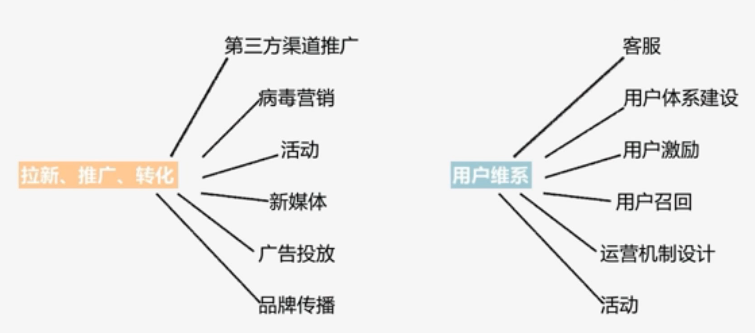 第三方渠道推广
病毒营销
活动
拉新、推广、转化
新媒体
广告投放
品牌传播
客服
用户体系建设
用户激励
用户维系
用户召回
运营机制设计
活动